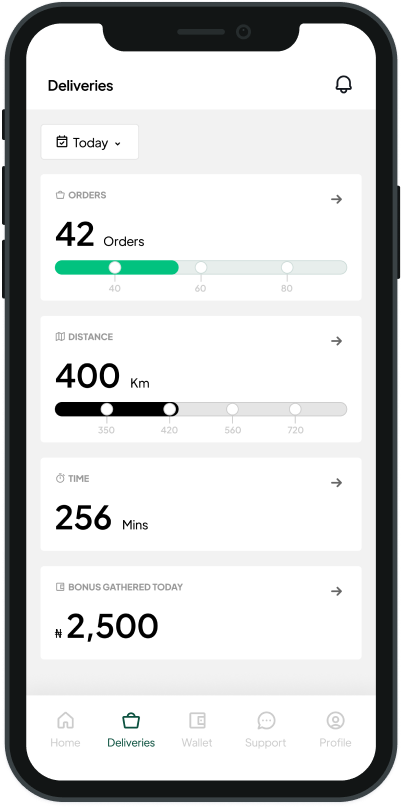 Deliveries
Today
ORDERS
42 Orders
40 60 80
DISTANCE
400 Km
350 420 560 720
TIME
256 Mins
BONUS GATHERED TODAY
₦ 2,500
Home Deliveries Wallet Support Profile